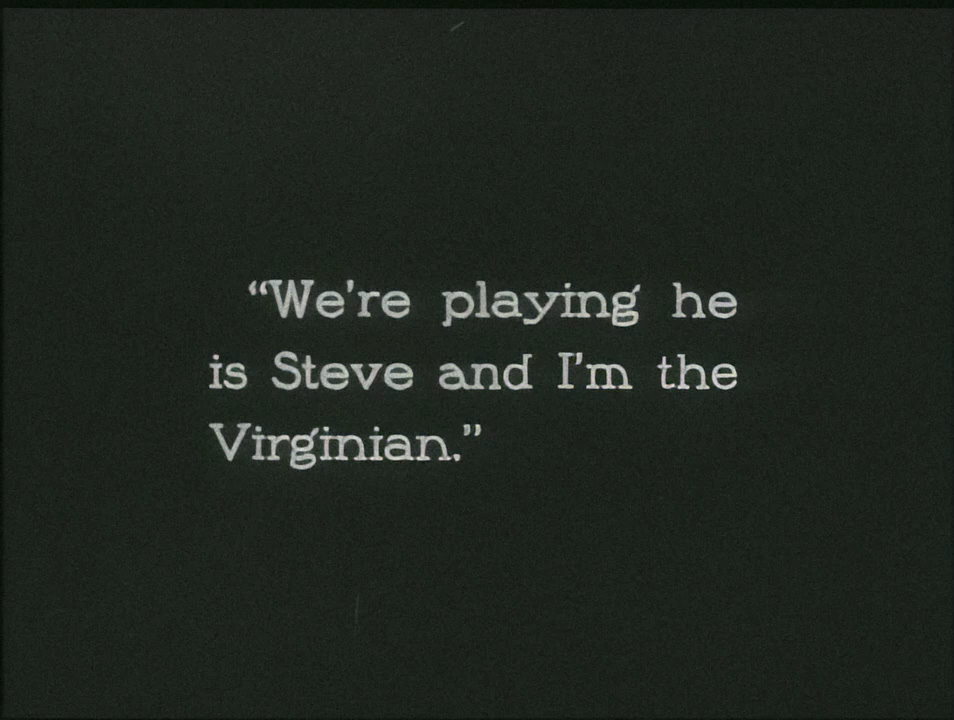 “We're playing he
is Steve and I'm the
Virginian.”